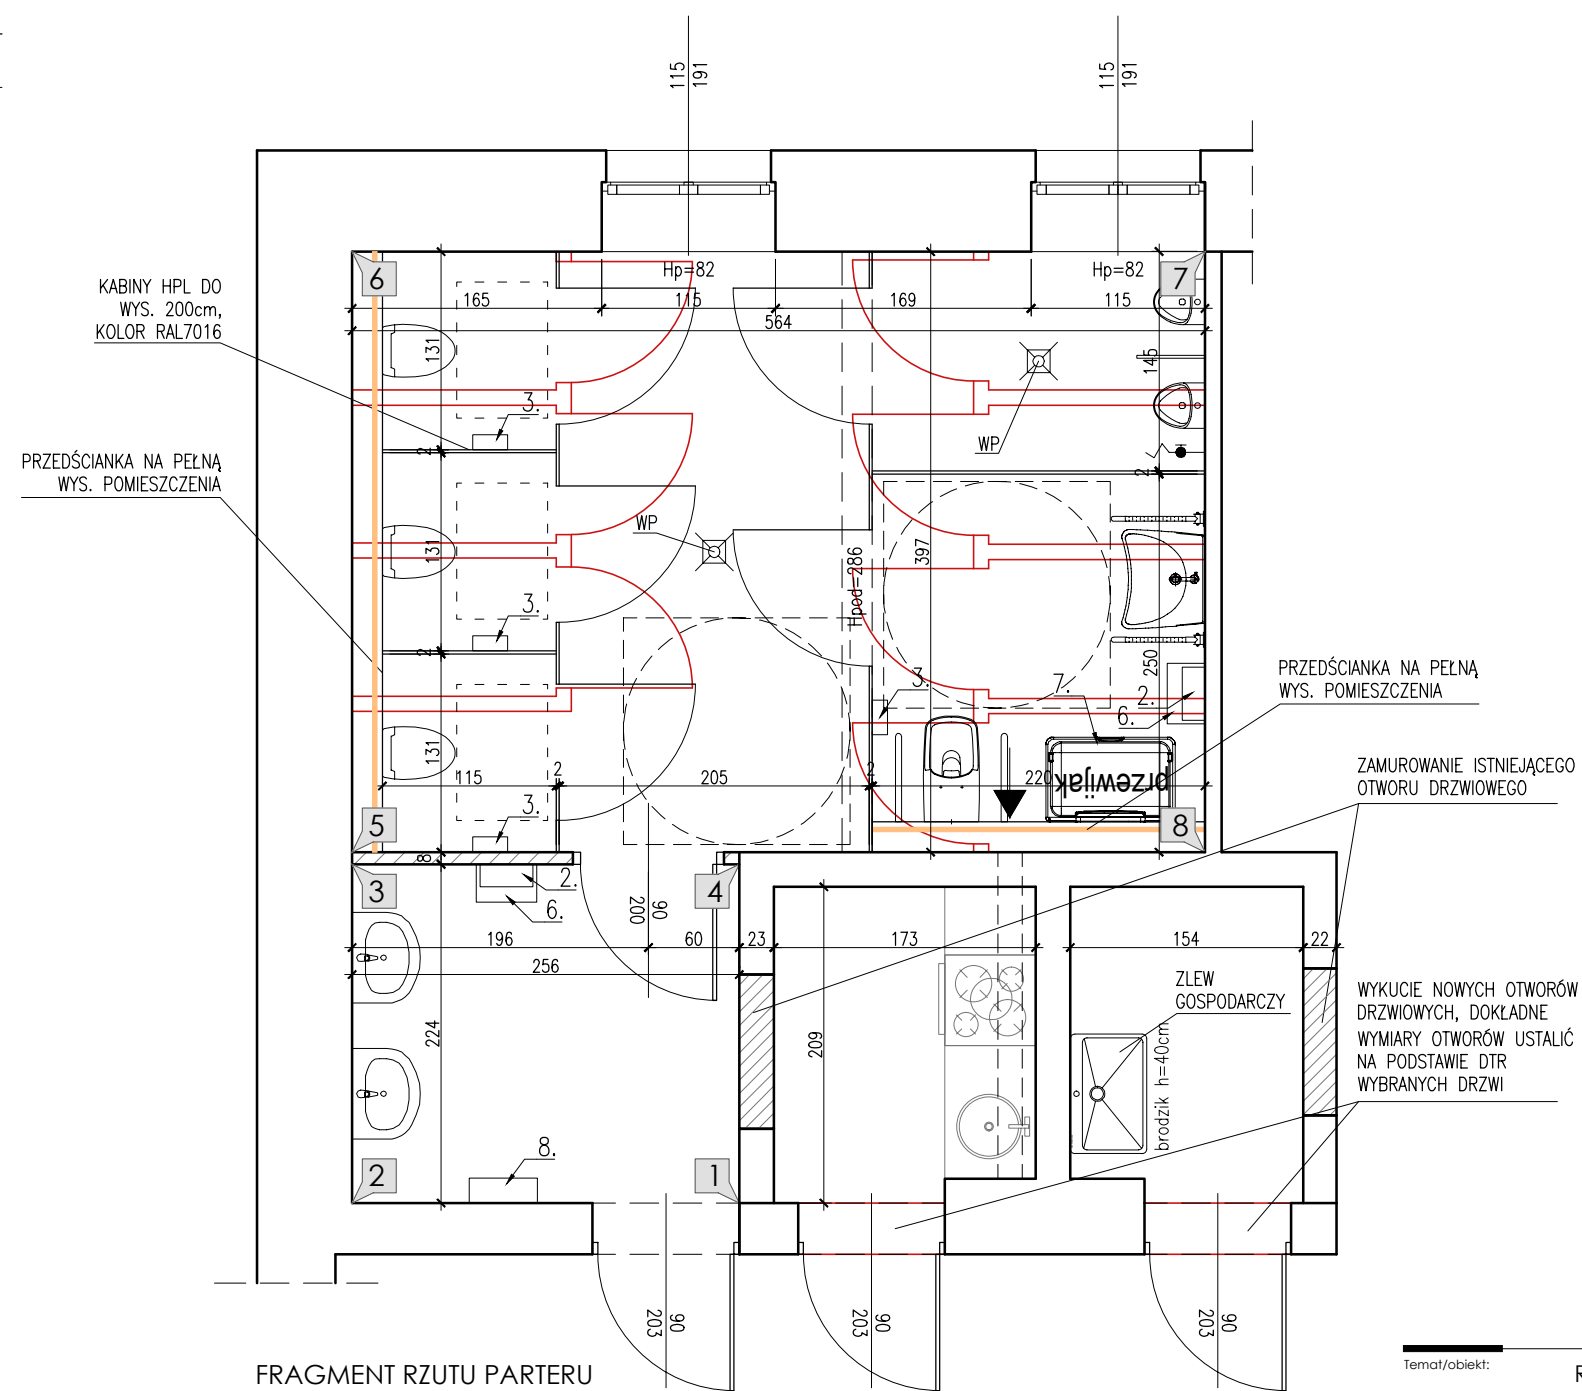 115
191
115
191
KABINY HPL DO
WYS. 200cm,
KOLOR RAL7016
PRZEDŚCIANKA NA PEŁNĄ
WYS. POMIESZCZENIA
6
7
Hp=82
Hp=82
165
115
169
115
564
131
145
3.
WP
2
2
WP
131
397
Hpod=286
3.
2
250
3.
7.
2.
6.
PRZEDŚCIANKA NA PEŁNĄ
WYS. POMIESZCZENIA
131
115
2
205
2
220
przewijak
ZAMUROWANIE ISTNIEJĄCEGO
OTWORU DRZWIOWEGO
5
3.
8
8
3
2.
4
6.
90
200
196
60
23
173
154
22
256
224
209
ZLEW
GOSPODARCZY
brodzik h=40cm
WYKUCIE NOWYCH OTWORÓW
DRZWIOWYCH, DOKŁADNE
WYMIARY OTWORÓW USTALIĆ
NA PODSTAWIE DTR
WYBRANYCH DRZWI
8.
2
1
90
203
90
203
90
203
FRAGMENT RZUTU PARTERU
Temat/obiekt: